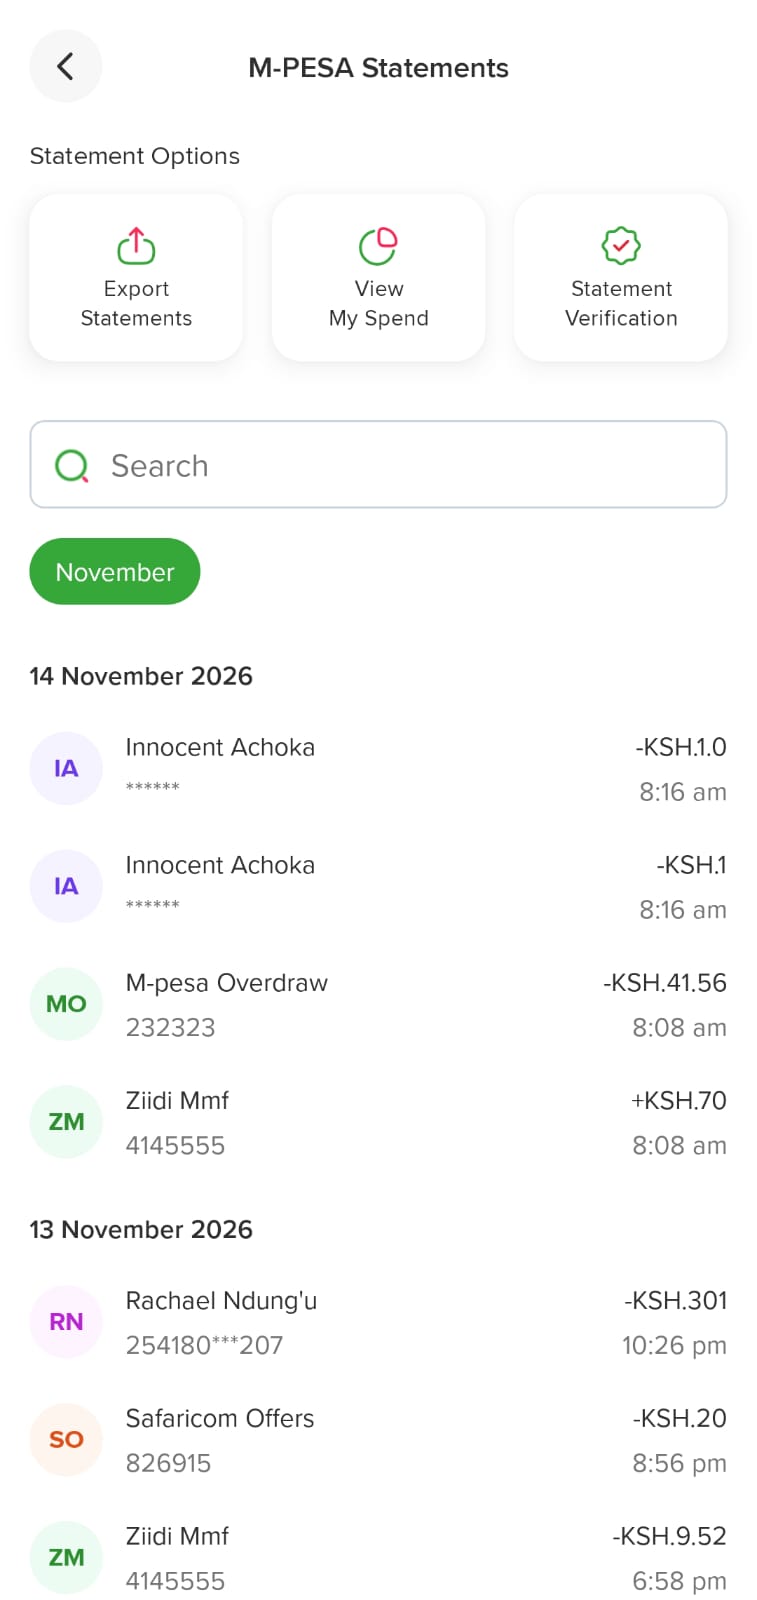 M-PESA Statements
Statement Options
Export
Statements
View
My Spend
Statement
Verification
Search
November
14 November 2026
IA
Innocent Achoka
-KSH.1.0
******
8:16 am
IA
Innocent Achoka
-KSH.1
******
8:16 am
MO
M-pesa Overdraw
-KSH.41.56
232323
8:08 am
ZM
Ziidi Mmf
+KSH.70
4145555
8:08 am
13 November 2026
RN
Rachael Ndung'u
-KSH.301
254180***207
10:26 pm
SO
Safaricom Offers
-KSH.20
826915
8:56 pm
ZM
Ziidi Mmf
-KSH.9.52
4145555
6:58 pm